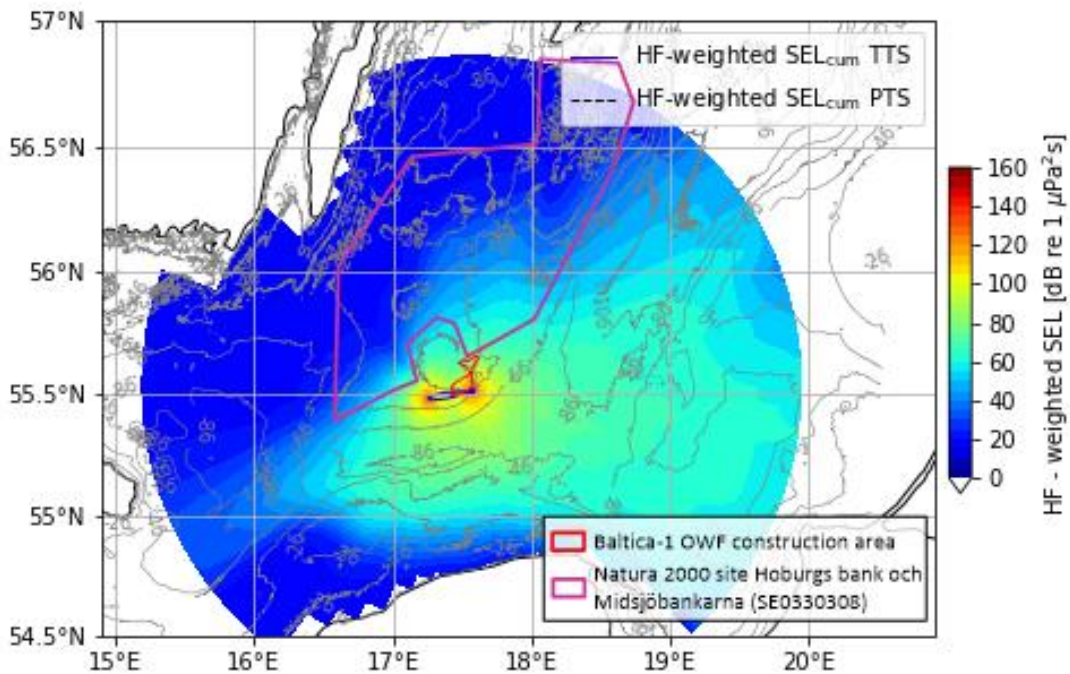 57°N
56.5°N
56°N
55.5°N
55°N
54.5°N
15°E
16°E
17°E
18°E
19°E
20°E
HF-weighted SELcum TTS
HF-weighted SELcum PTS
160
140
120
100
80
60
40
20
0
HF - weighted SEL [dB re 1 μPa²s]
Baltica-1 OWF construction area
Natura 2000 site Hoburgs bank och
Midsjöbankarna (SE0330308)